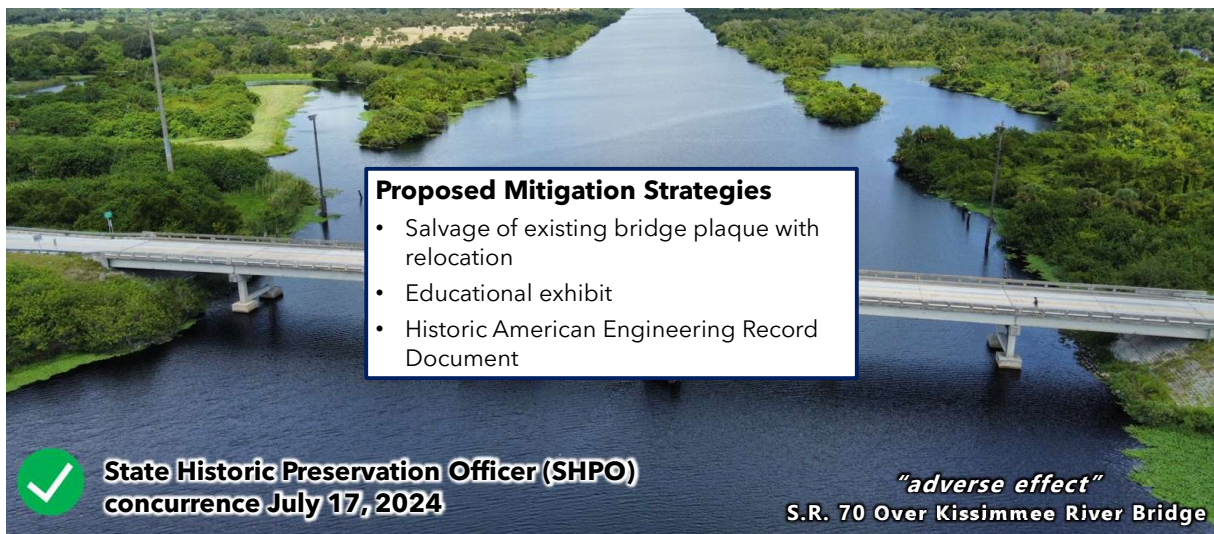 Proposed Mitigation Strategies
• Salvage of existing bridge plaque with
relocation
• Educational exhibit
• Historic American Engineering Record
Document
State Historic Preservation Officer (SHPO)
concurrence July 17, 2024
"adverse effect"
S.R. 70 Over Kissimmee River Bridge